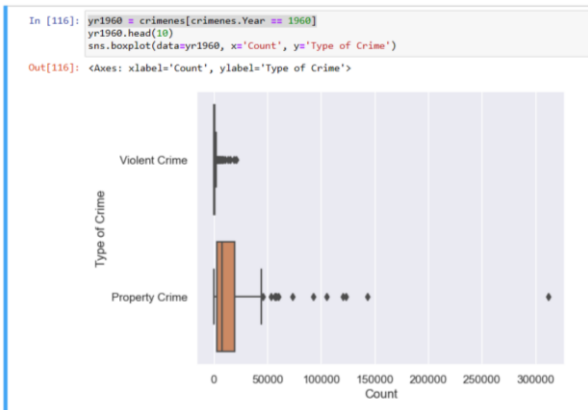 In [116]: yr1960 = crimenes[crimenes.Year == 1960]
yr1960.head(10)
sns.boxplot(data=yr1960, x='Count', y='Type of Crime')
Out[116]: <Axes: xlabel='Count', ylabel='Type of Crime'>
Violent Crime
Type of Crime
Property Crime
0 50000 100000 150000 200000 250000 300000
Count